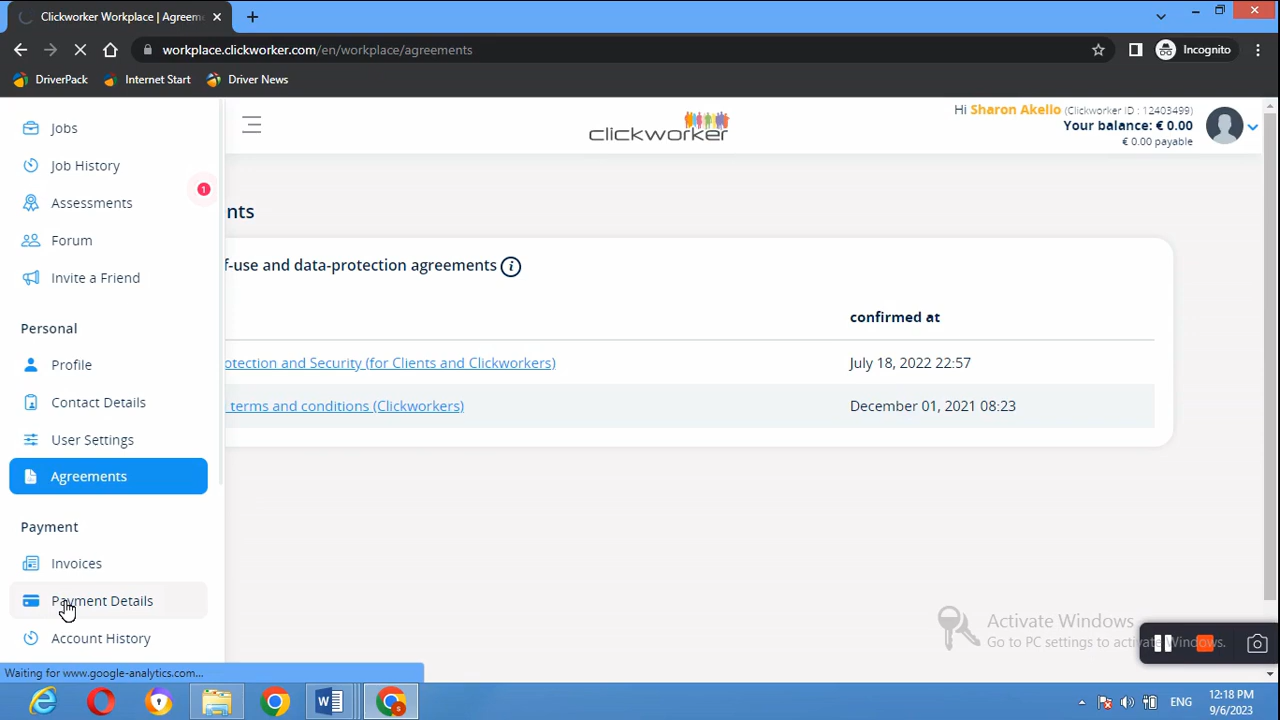 Clickworker Workplace | Agreem
workplace.clickworker.com/en/workplace/agreements
Incognito
DriverPack
Internet Start
Driver News
Jobs
Job History
1
Assessments
Forum
Invite a Friend
Personal
Profile
Contact Details
User Settings
Agreements
Payment
Invoices
Payment Details
Account History
clickworker
Hi Sharon Akello (Clickworker ID : 12403499)
Your balance: € 0.00
€ 0.00 payable
nts
f-use and data-protection agreements
confirmed at
otection and Security (for Clients and Clickworkers) July 18, 2022 22:57
terms and conditions (Clickworkers) December 01, 2021 08:23
Activate Windows
Go to PC settings to activate Windows.
Waiting for www.google-analytics.com...
ENG
12:18 PM
9/6/2023